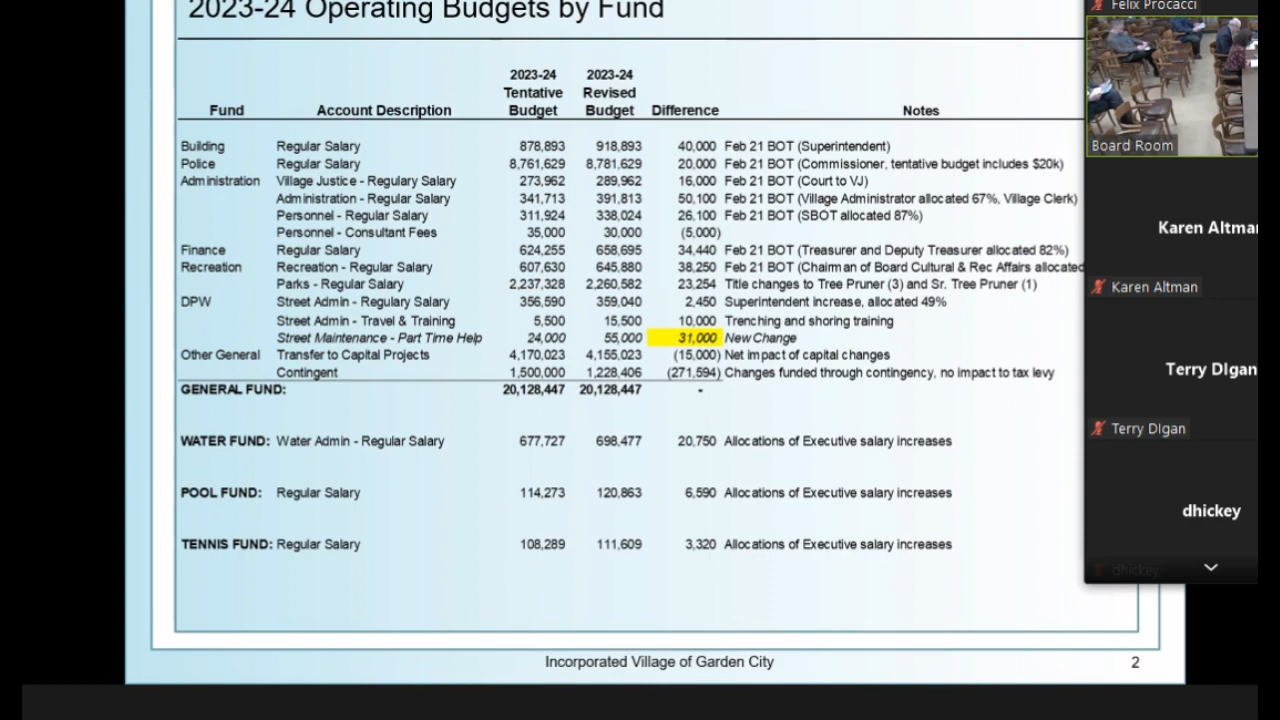 2023-24 Operating Budgets by Fund
2023-24 2023-24
Tentative Revised
Fund Account Description Budget Budget Difference Notes
Building Regular Salary 878,893 918,893 40,000 Feb 21 BOT (Superintendent)
Police Regular Salary 8,761,629 8,781,629 20,000 Feb 21 BOT (Commissioner, tentative budget includes $20k)
Administration Village Justice - Regulary Salary 273,962 289,962 16,000 Feb 21 BOT (Court to VJ)
Administration - Regular Salary 341,713 391,813 50,100 Feb 21 BOT (Village Administrator allocated 67%, Village Clerk)
Personnel - Regular Salary 311,924 338,024 26,100 Feb 21 BOT (SBOT allocated 87%)
Personnel - Consultant Fees 35,000 30,000 (5,000)
Finance Regular Salary 624,255 658,695 34,440 Feb 21 BOT (Treasurer and Deputy Treasurer allocated 82%)
Recreation Recreation - Regular Salary 607,630 645,880 38,250 Feb 21 BOT (Chairman of Board Cultural & Rec Affairs allocated
Parks - Regular Salary 2,237,328 2,260,582 23,254 Title changes to Tree Pruner (3) and Sr. Tree Pruner (1)
DPW Street Admin - Regulary Salary 356,590 359,040 2,450 Superintendent increase, allocated 49%
Street Admin - Travel & Training 5,500 15,500 10,000 Trenching and shoring training
Street Maintenance - Part Time Help 24,000 55,000 31,000 New Change
Other General Transfer to Capital Projects 4,170,023 4,155,023 (15,000) Net impact of capital changes
Contingent 1,500,000 1,228,406 (271,594) Changes funded through contingency, no impact to tax levy
GENERAL FUND: 20,128,447 20,128,447 -
WATER FUND: Water Admin - Regular Salary 677,727 698,477 20,750 Allocations of Executive salary increases
POOL FUND: Regular Salary 114,273 120,863 6,590 Allocations of Executive salary increases
TENNIS FUND: Regular Salary 108,289 111,609 3,320 Allocations of Executive salary increases
Incorporated Village of Garden City 2
Felix Procacci
Board Room
Karen Altman
Karen Altman
Terry DIgan
Terry DIgan
dhickey
dhickey